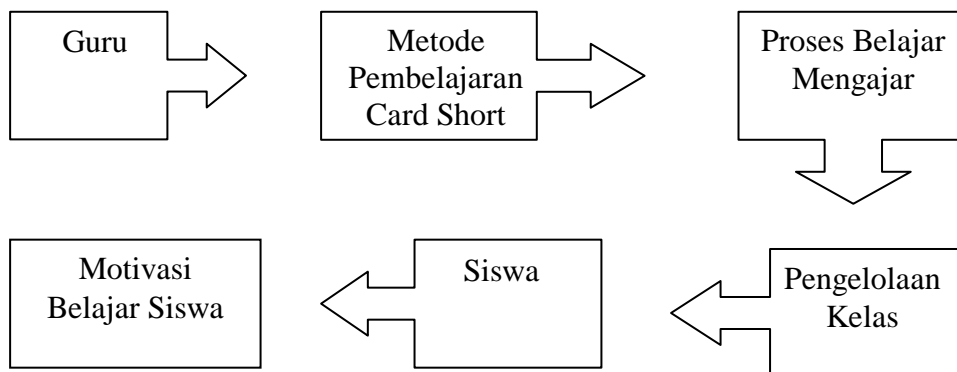 Guru
Metode
Pembelajaran
Card Short
Proses Belajar
Mengajar
Pengelolaan
Kelas
Siswa
Motivasi
Belajar Siswa